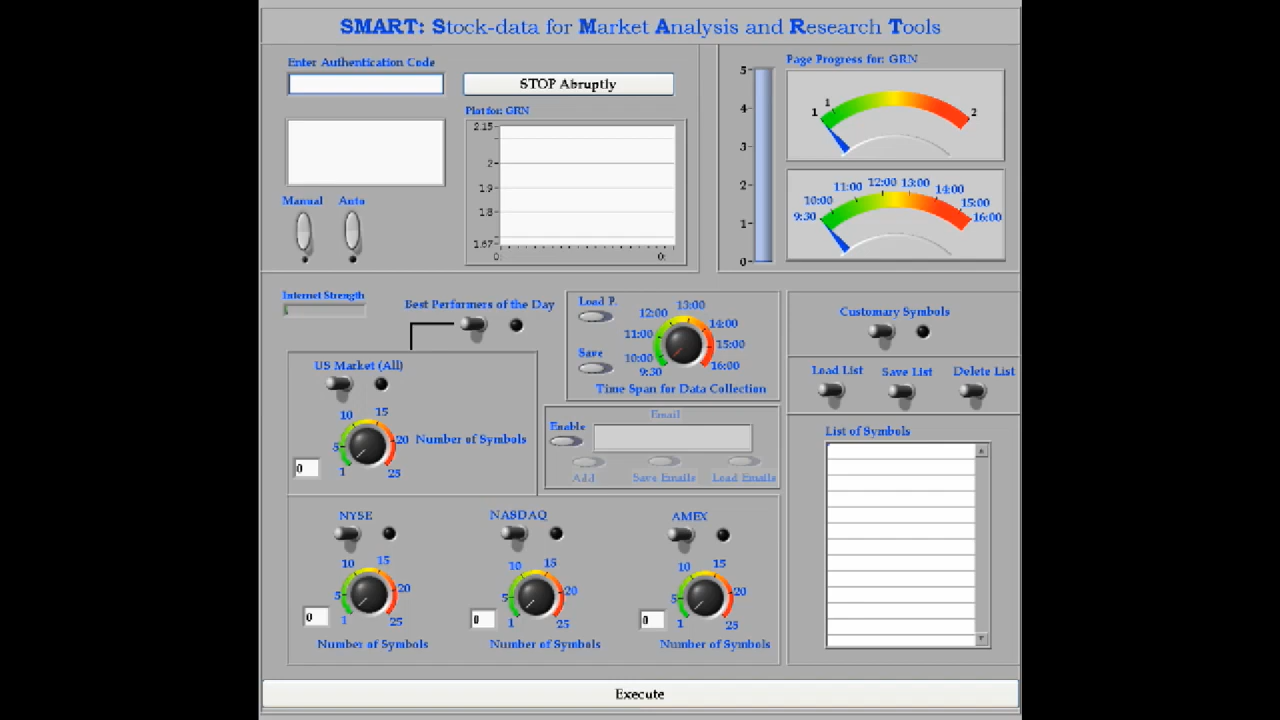 SMART: Stock-data for Market Analysis and Research Tools
Enter Authentication Code
STOP Abruptly
Plot for: GRN
2.15
2
1.9
1.8
1.67
0:
0:
Manual
Auto
5
4
3
2
1
0
Page Progress for: GRN
1
1
2
9:30
10:00
11:00
12:00
13:00
14:00
15:00
16:00
Internet Strength
Best Performers of the Day
US Market (All)
1
5
10
15
20
25
Number of Symbols
0
Load P.
Save
9:30
10:00
11:00
12:00
13:00
14:00
15:00
16:00
Time Span for Data Collection
Email
Enable
Add
Save Emails
Load Emails
Customary Symbols
Load List
Save List
Delete List
List of Symbols
NYSE
1
5
10
15
20
25
0
Number of Symbols
NASDAQ
1
5
10
15
20
25
0
Number of Symbols
AMEX
1
5
10
15
20
25
0
Number of Symbols
Execute